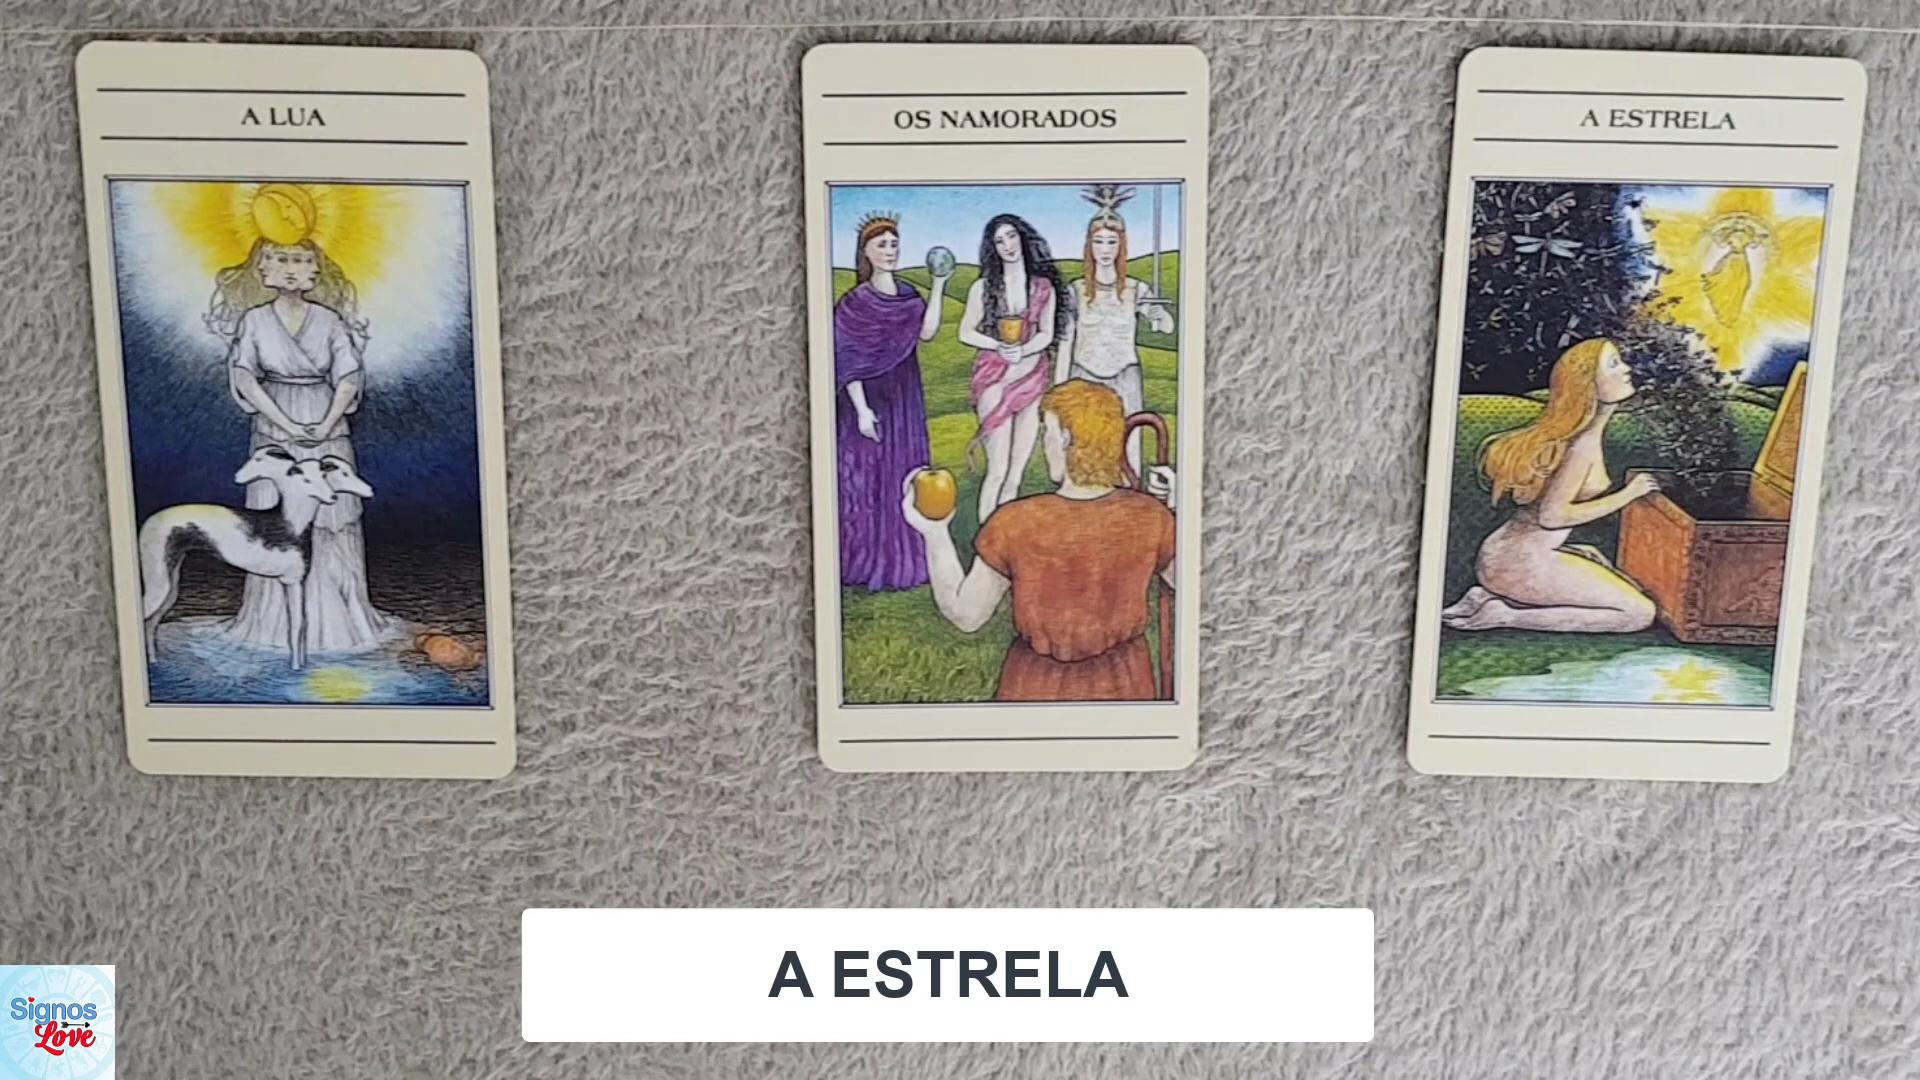 A LUA
OS NAMORADOS
A ESTRELA
A ESTRELA
Signos
Love